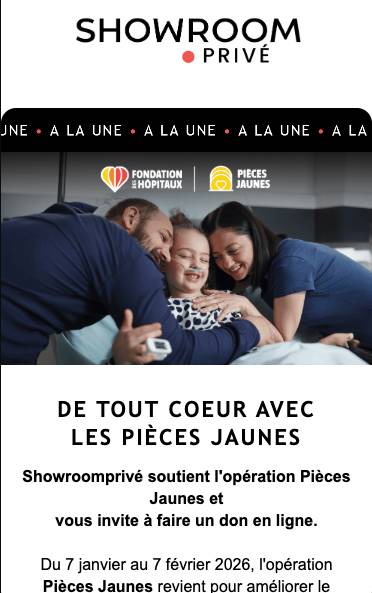 SHOWROOM
PRIVÉ
UNE • A LA UNE • A LA UNE • A LA UNE • A LA
FONDATION DES HÔPITAUX | PIÈCES JAUNES
DE TOUT COEUR AVEC
LES PIÈCES JAUNES
Showroomprivé soutient l'opération Pièces
Jaunes et
vous invite à faire un don en ligne.
Du 7 janvier au 7 février 2026, l'opération
Pièces Jaunes revient pour améliorer le